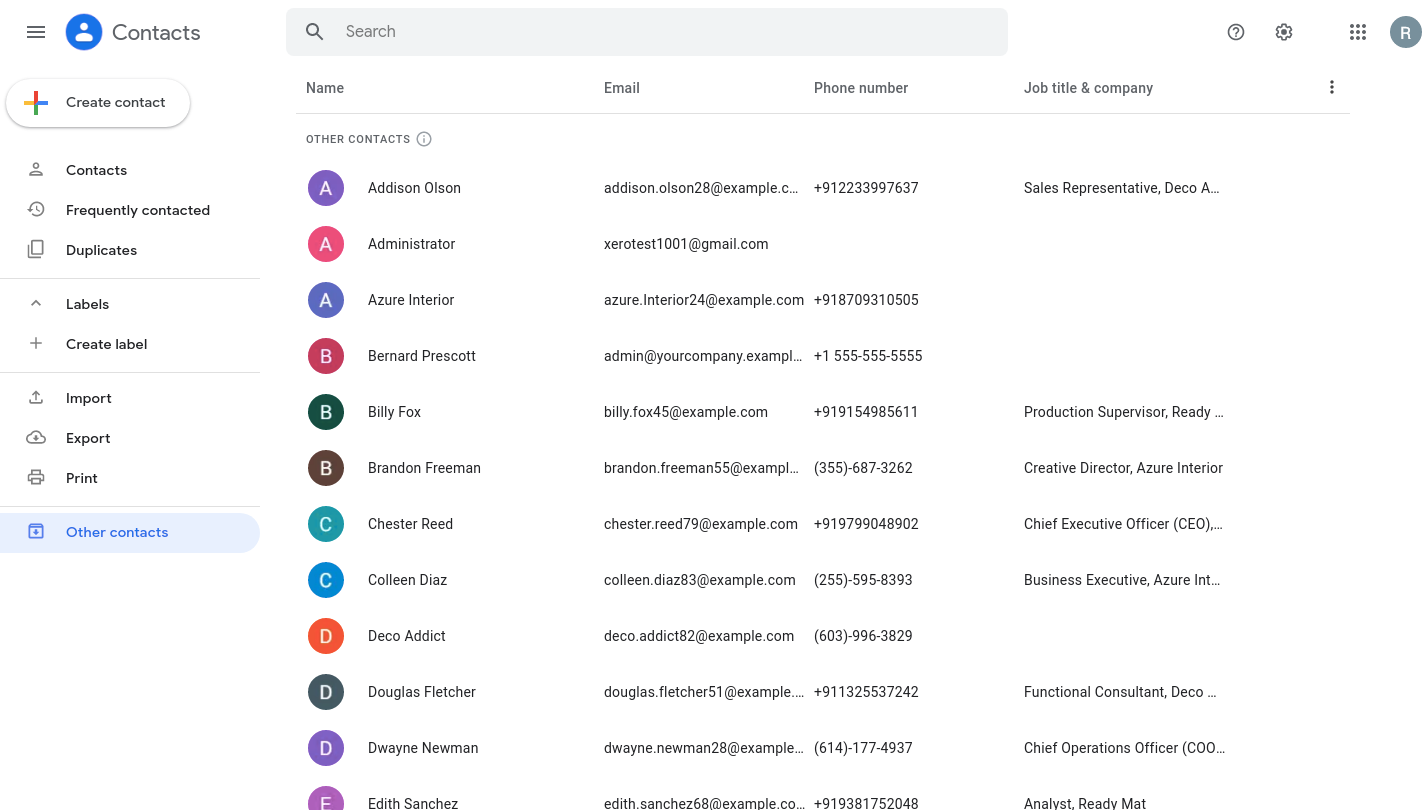 Contacts
Search
R
Create contact
Contacts
Frequently contacted
Duplicates
Labels
Create label
Import
Export
Print
Other contacts
Name Email Phone number Job title & company
OTHER CONTACTS
A Addison Olson addison.olson28@example.c... +912233997637 Sales Representative, Deco A...
A Administrator xerotest1001@gmail.com
A Azure Interior azure.Interior24@example.com +918709310505
B Bernard Prescott admin@yourcompany.exampl... +1 555-555-5555
B Billy Fox billy.fox45@example.com +919154985611 Production Supervisor, Ready ...
B Brandon Freeman brandon.freeman55@exampl... (355)-687-3262 Creative Director, Azure Interior
C Chester Reed chester.reed79@example.com +919799048902 Chief Executive Officer (CEO),...
C Colleen Diaz colleen.diaz83@example.com (255)-595-8393 Business Executive, Azure Int...
D Deco Addict deco.addict82@example.com (603)-996-3829
D Douglas Fletcher douglas.fletcher51@example.... +911325537242 Functional Consultant, Deco ...
D Dwayne Newman dwayne.newman28@example... (614)-177-4937 Chief Operations Officer (COO...
E Edith Sanchez edith.sanchez68@example.co... +919381752048 Analyst, Ready Mat